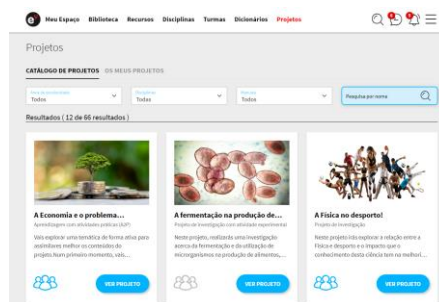 Meu Espaço Biblioteca Recursos Disciplinas Turmas Dicionários Projetos
Projetos
CATÁLOGO DE PROJETOS OS MEUS PROJETOS
Todos
Disciplinas
Todas
Todos
Pesquisa por nome
Resultados ( 12 de 66 resultados )
A Economia e o problema...
Aprendizagem com atividades práticas (A2P)
Vais explorar uma temática de forma ativa para
assimilares melhor os conteúdos do
projeto.Num primeiro momento, vais...
VER PROJETO
A fermentação na produção de...
Projeto de investigação com atividade experimental
Neste projeto, realizarás uma investigação
acerca da fermentação e da utilização de
microrganismos na produção de alimentos,...
VER PROJETO
A Física no desporto!
Projeto de investigação
Neste projeto irás explorar a relação entre a
Física e desporto e o impacto que o
conhecimento desta ciência tem na melhori...
VER PROJETO